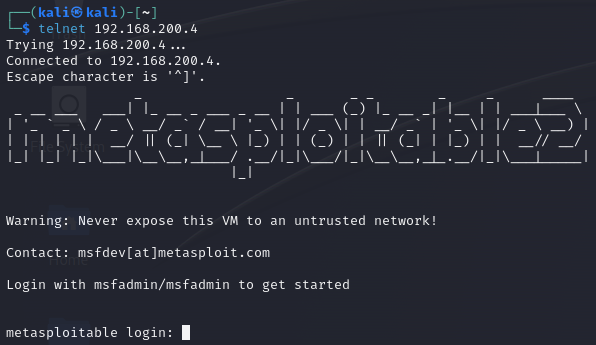 ┌──(kali㉿kali)-[~]
└─$ telnet 192.168.200.4
Trying 192.168.200.4...
Connected to 192.168.200.4.
Escape character is '^]'.
metasploitable2
Warning: Never expose this VM to an untrusted network!
Contact: msfdev[at]metasploit.com
Login with msfadmin/msfadmin to get started
metasploitable login: